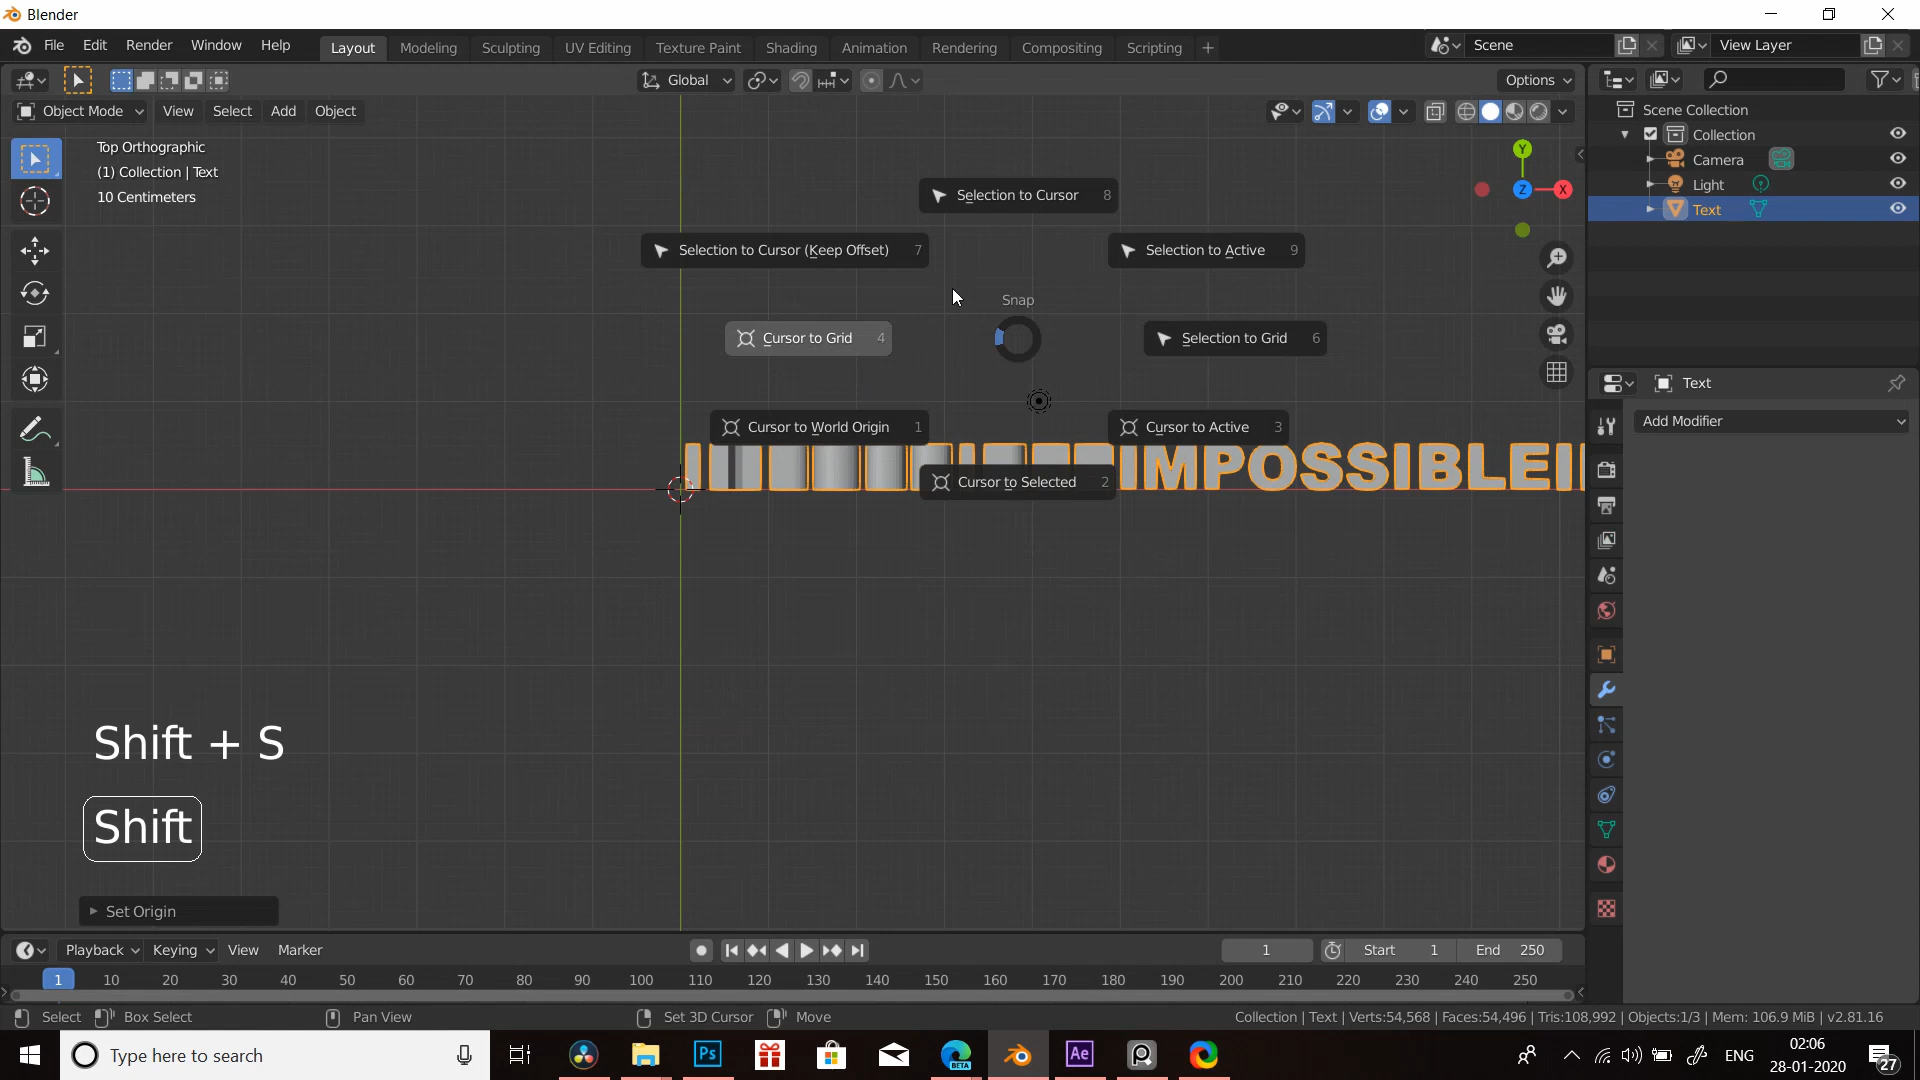 Blender
File Edit Render Window Help
Layout Modeling Sculpting UV Editing Texture Paint Shading Animation Rendering Compositing Scripting +
Scene
View Layer
Global
Options
Object Mode View Select Add Object
Top Orthographic
(1) Collection | Text
10 Centimeters
Scene Collection
Collection
Camera
Light
Text
Y
Z
X
Selection to Cursor 8
Selection to Cursor (Keep Offset) 7
Selection to Active 9
Snap
Cursor to Grid 4
Selection to Grid 6
Cursor to World Origin 1
Cursor to Active 3
Cursor to Selected 2
IMPOSSIBLEI
Text
Add Modifier
Shift + S
Shift
Set Origin
Playback Keying View Marker
1 Start 1 End 250
1 10 20 30 40 50 60 70 80 90 100 110 120 130 140 150 160 170 180 190 200 210 220 230 240 250
Select Box Select Pan View Set 3D Cursor Move
Collection | Text | Verts:54,568 | Faces:54,496 | Tris:108,992 | Objects:1/3 | Mem: 106.9 MiB | v2.81.16
Type here to search
Ps
BETA
Ae
ENG
02:06
28-01-2020
27